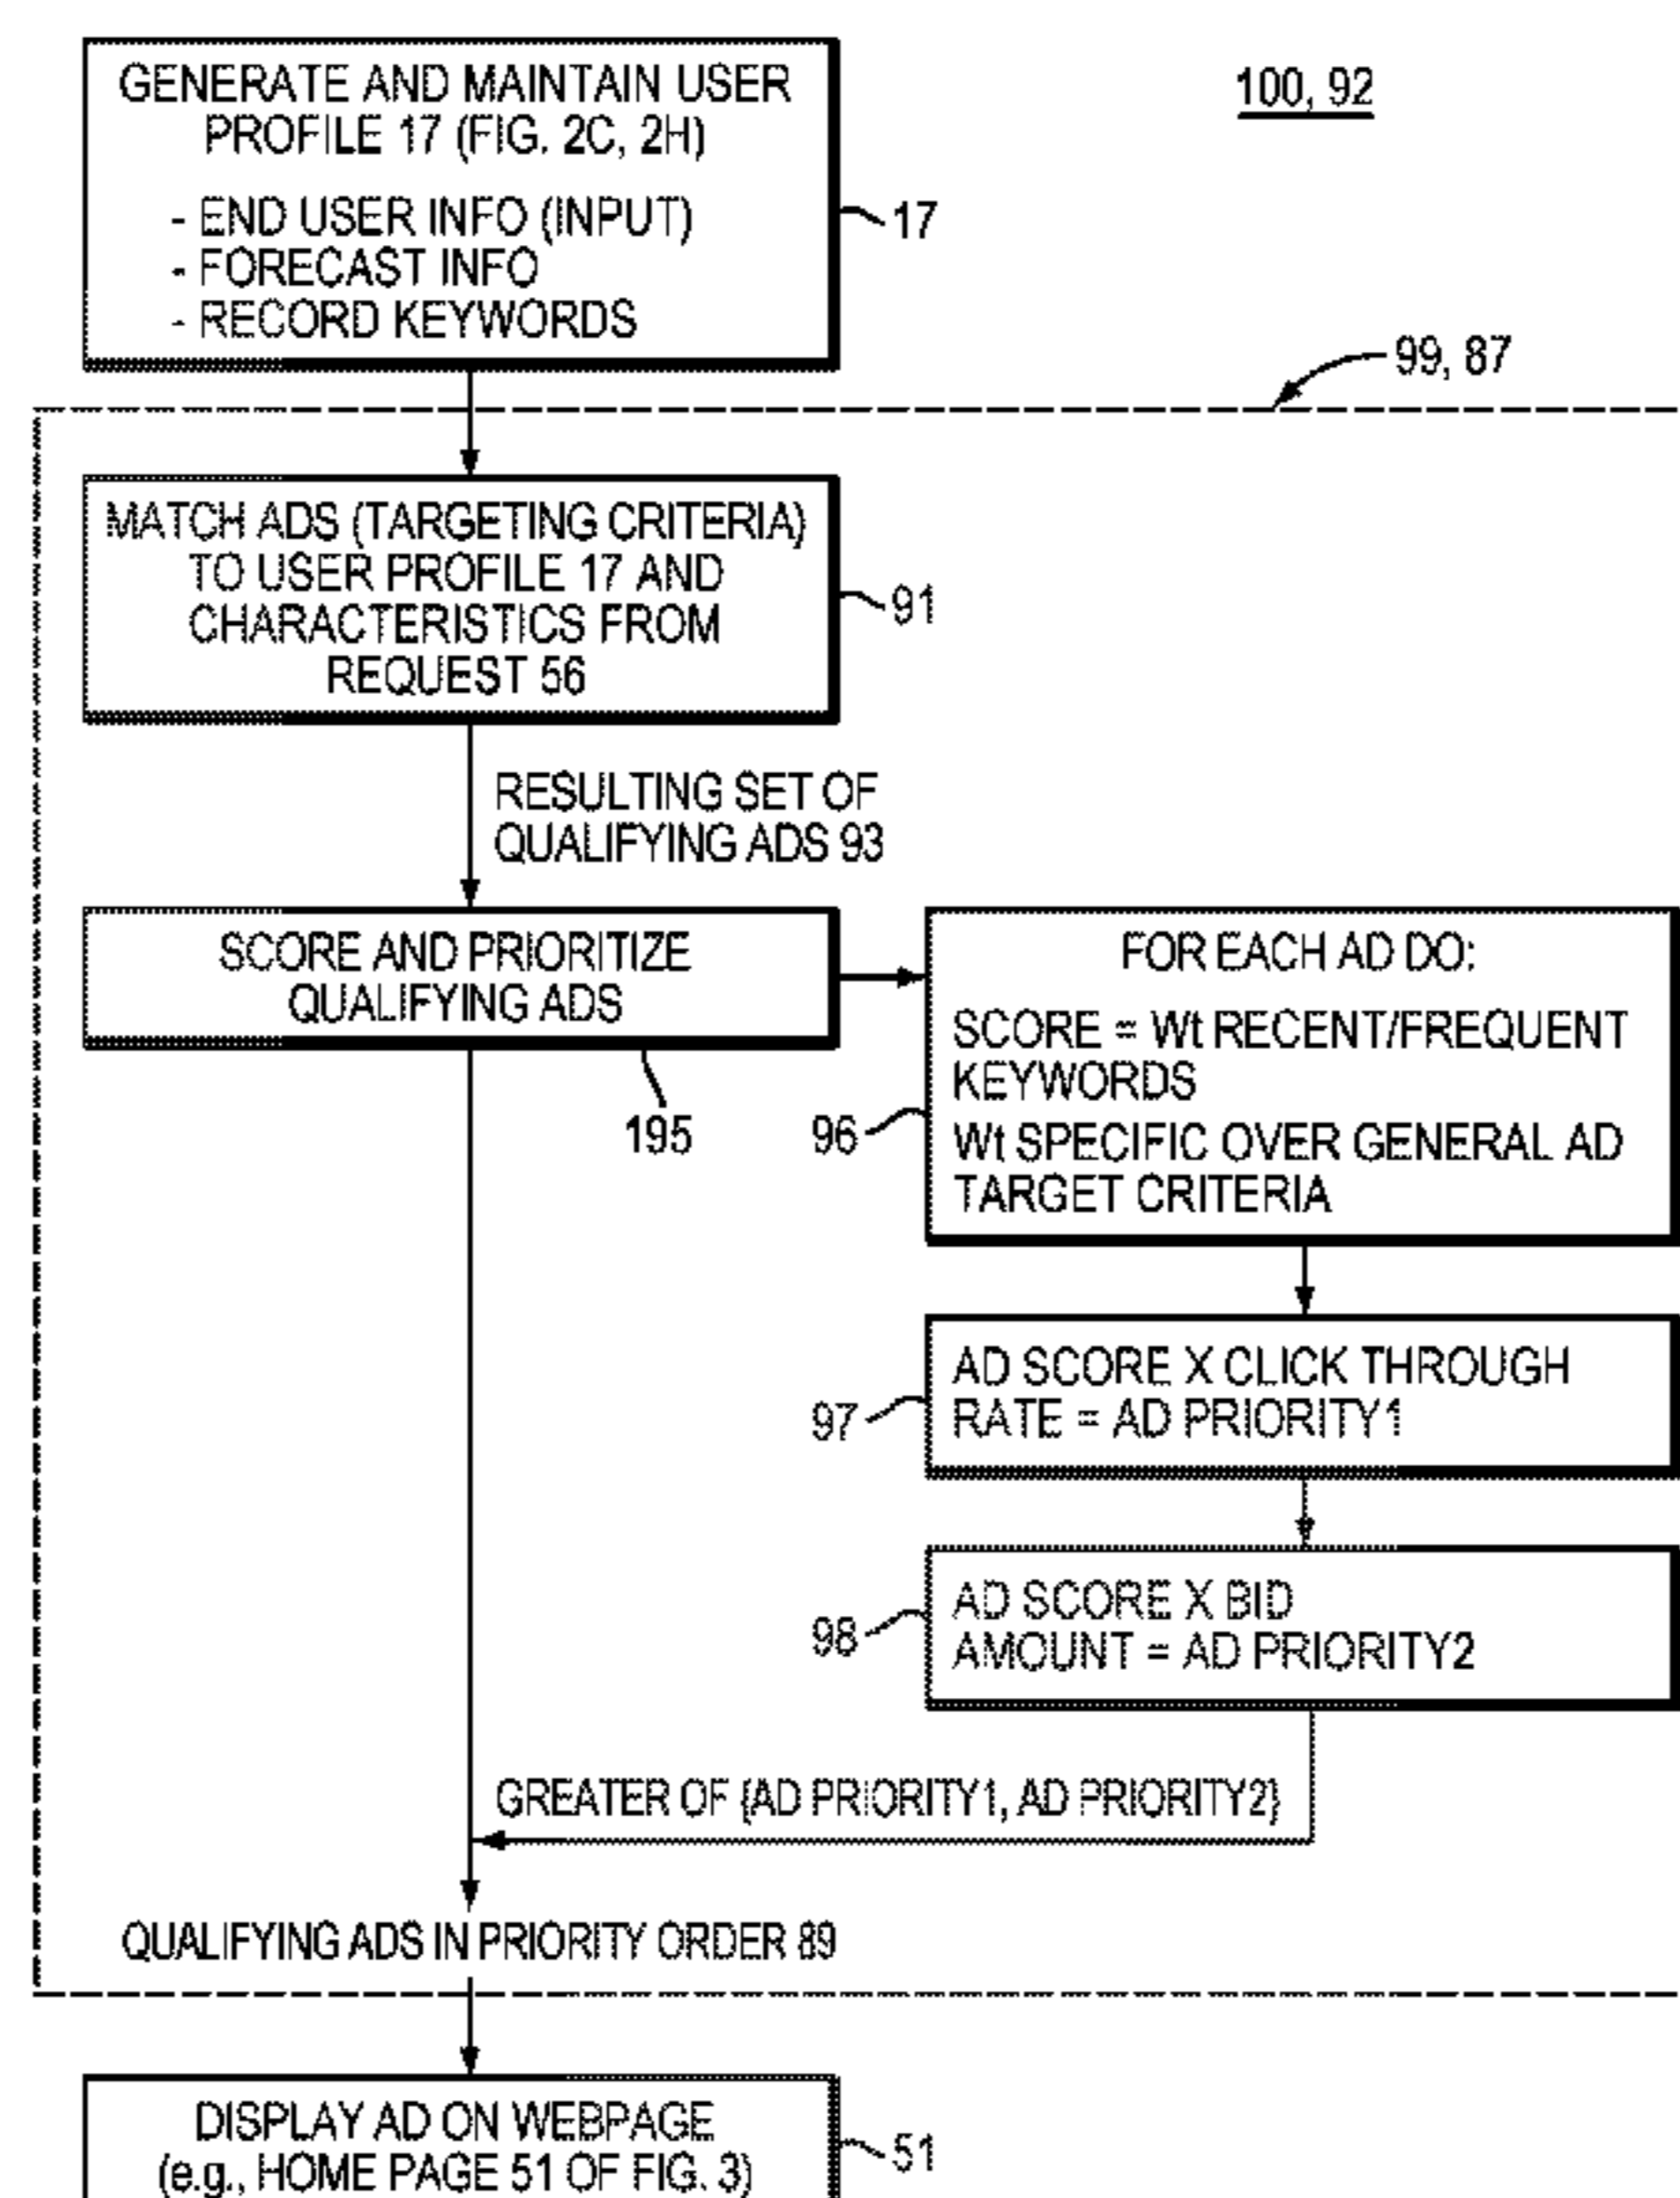 GENERATE AND MAINTAIN USER
PROFILE 17 (FIG. 2C, 2H)
- END USER INFO (INPUT)
- FORECAST INFO
- RECORD KEYWORDS
17
100, 92
99, 87
MATCH ADS (TARGETING CRITERIA)
TO USER PROFILE 17 AND
CHARACTERISTICS FROM
REQUEST 56
91
RESULTING SET OF
QUALIFYING ADS 93
SCORE AND PRIORITIZE
QUALIFYING ADS
195
FOR EACH AD DO:
SCORE = Wt RECENT/FREQUENT
KEYWORDS
Wt SPECIFIC OVER GENERAL AD
TARGET CRITERIA
96
AD SCORE X CLICK THROUGH
RATE = AD PRIORITY1
97
AD SCORE X BID
AMOUNT = AD PRIORITY2
98
GREATER OF {AD PRIORITY1, AD PRIORITY2}
QUALIFYING ADS IN PRIORITY ORDER 89
DISPLAY AD ON WEBPAGE
(e.g., HOME PAGE 51 OF FIG. 3)
51